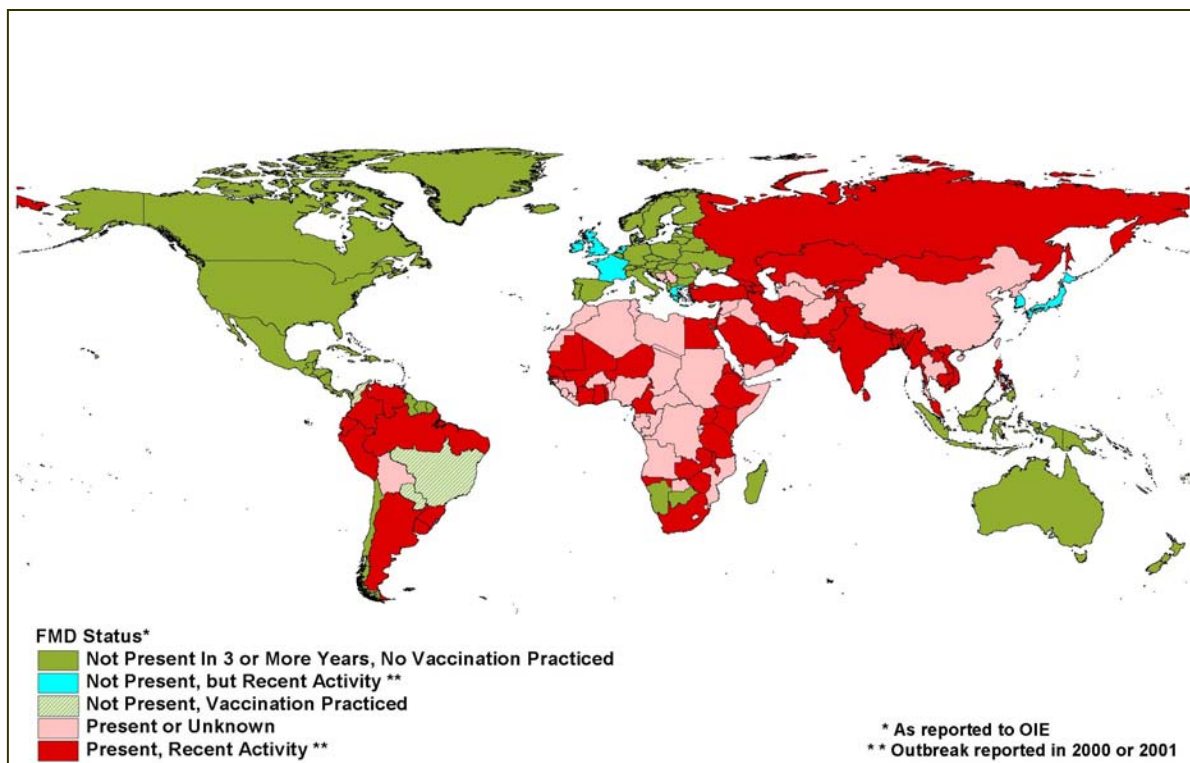 FMD Status*
Not Present In 3 or More Years, No Vaccination Practiced
Not Present, but Recent Activity **
Not Present, Vaccination Practiced
Present or Unknown
Present, Recent Activity **
* As reported to OIE
* * Outbreak reported in 2000 or 2001